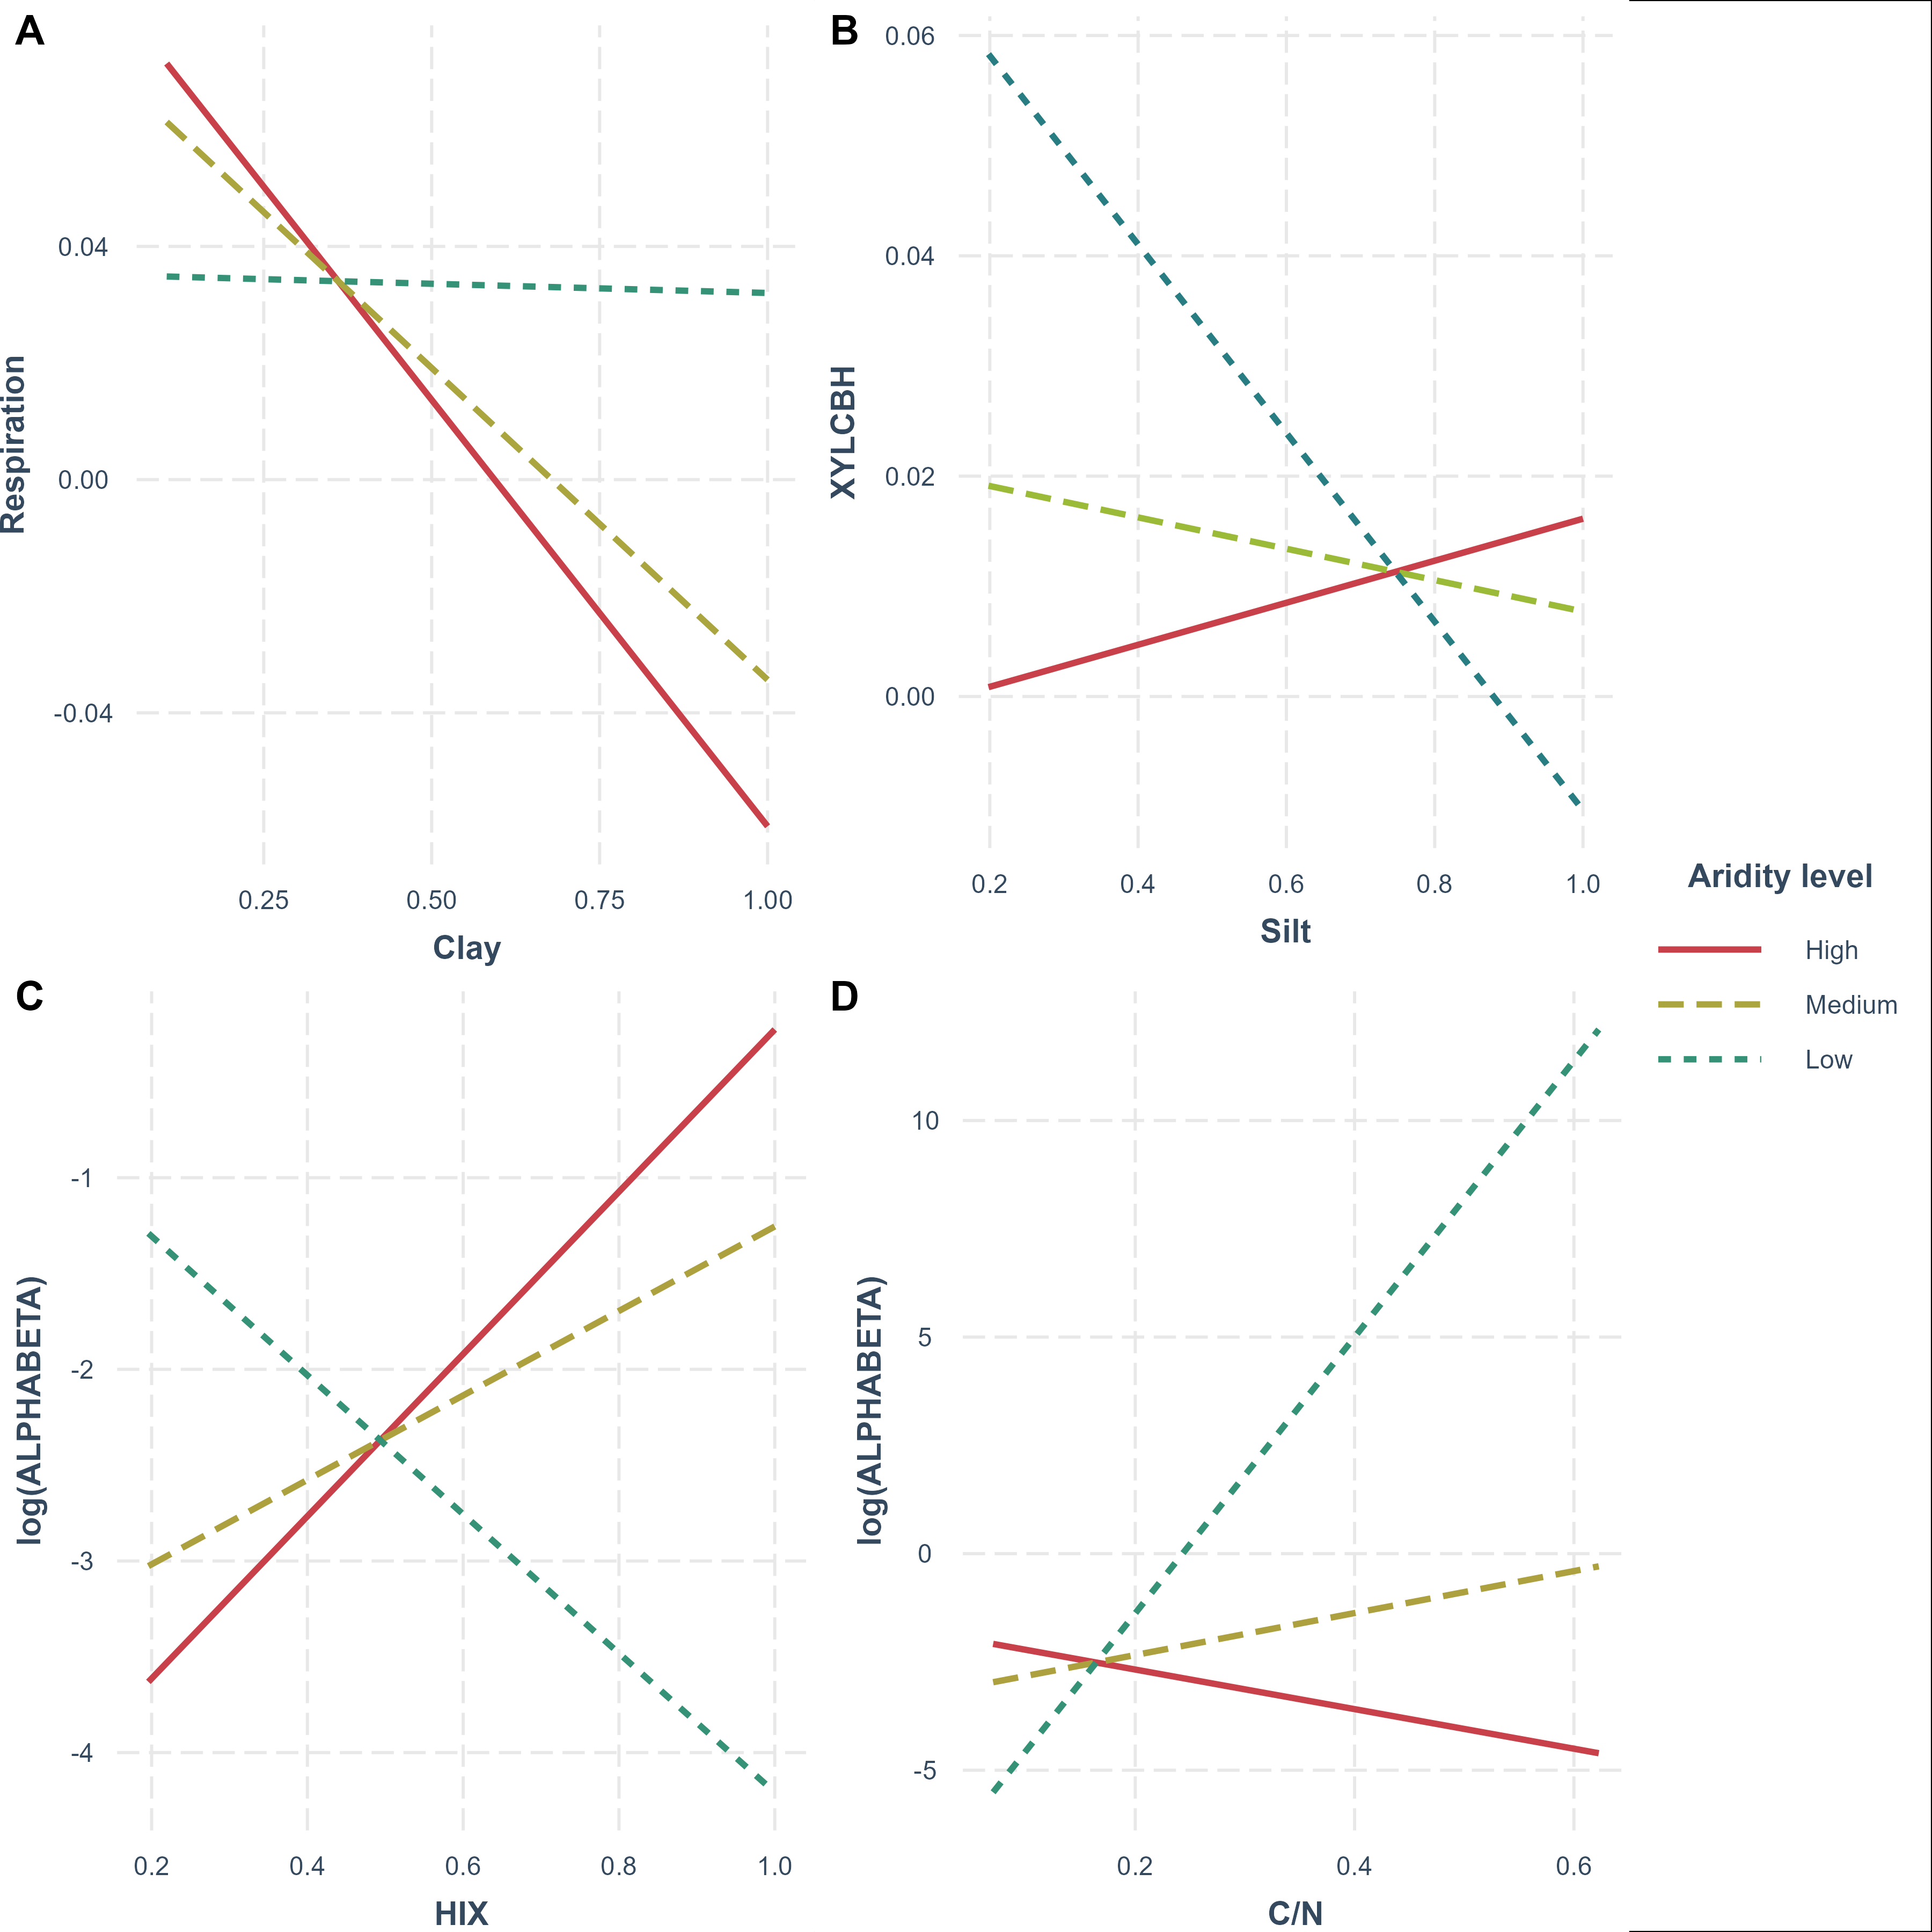 A
Respiration
0.04
0.00
-0.04
0.25 0.50 0.75 1.00
Clay
B
XYLCBH
0.06
0.04
0.02
0.00
0.2 0.4 0.6 0.8 1.0
Silt
Aridity level
High
Medium
Low
C
log(ALPHABETA)
-1
-2
-3
-4
0.2 0.4 0.6 0.8 1.0
HIX
D
log(ALPHABETA)
10
5
0
-5
0.2 0.4 0.6
C/N